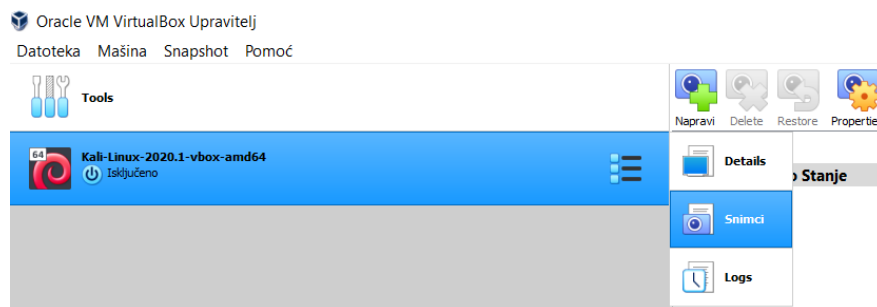 Oracle VM VirtualBox Upravitelj
Datoteka Mašina Snapshot Pomoć
Tools
Napravi Delete Restore Propertie
64
Kali-Linux-2020.1-vbox-amd64
Isključeno
Details
Stanje
Snimci
Logs